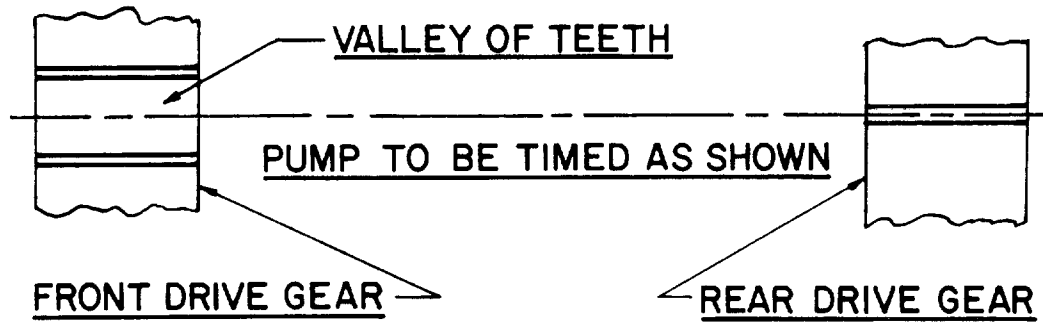 VALLEY OF TEETH
PUMP TO BE TIMED AS SHOWN
FRONT DRIVE GEAR
REAR DRIVE GEAR